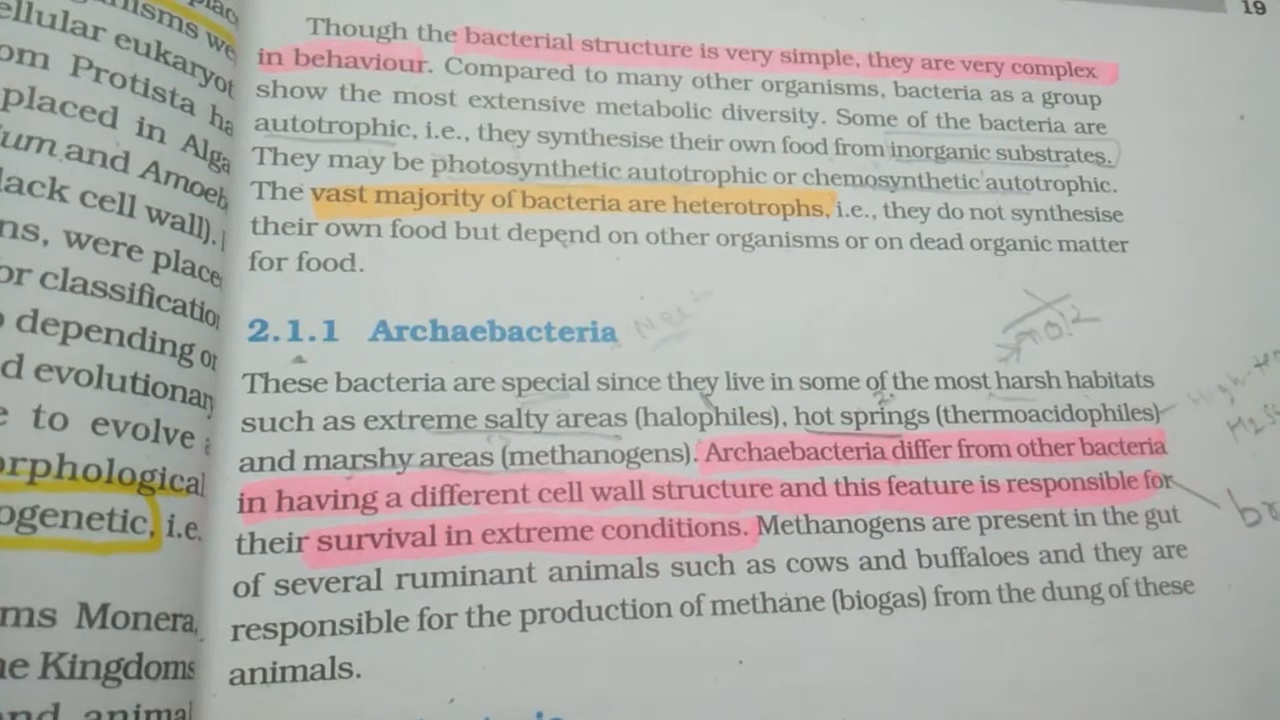 19
Though the bacterial structure is very simple, they are very complex
in behaviour. Compared to many other organisms, bacteria as a group
show the most extensive metabolic diversity. Some of the bacteria are
autotrophic, i.e., they synthesise their own food from inorganic substrates.
They may be photosynthetic autotrophic or chemosynthetic autotrophic.
The vast majority of bacteria are heterotrophs, i.e., they do not synthesise
their own food but depend on other organisms or on dead organic matter
for food.
2.1.1 Archaebacteria
These bacteria are special since they live in some of the most harsh habitats
such as extreme salty areas (halophiles), hot springs (thermoacidophiles)
and marshy areas (methanogens). Archaebacteria differ from other bacteria
in having a different cell wall structure and this feature is responsible for
their survival in extreme conditions. Methanogens are present in the gut
of several ruminant animals such as cows and buffaloes and they are
responsible for the production of methane (biogas) from the dung of these
animals.
we
ellular eukaryot
om Protista ha
placed in Alga
um and Amoeb
lack cell wall).
ns, were place
or classification
depending on
d evolutionary
e to evolve a
orphological
ogenetic, i.e.
ms Monera,
he Kingdoms
nd animal